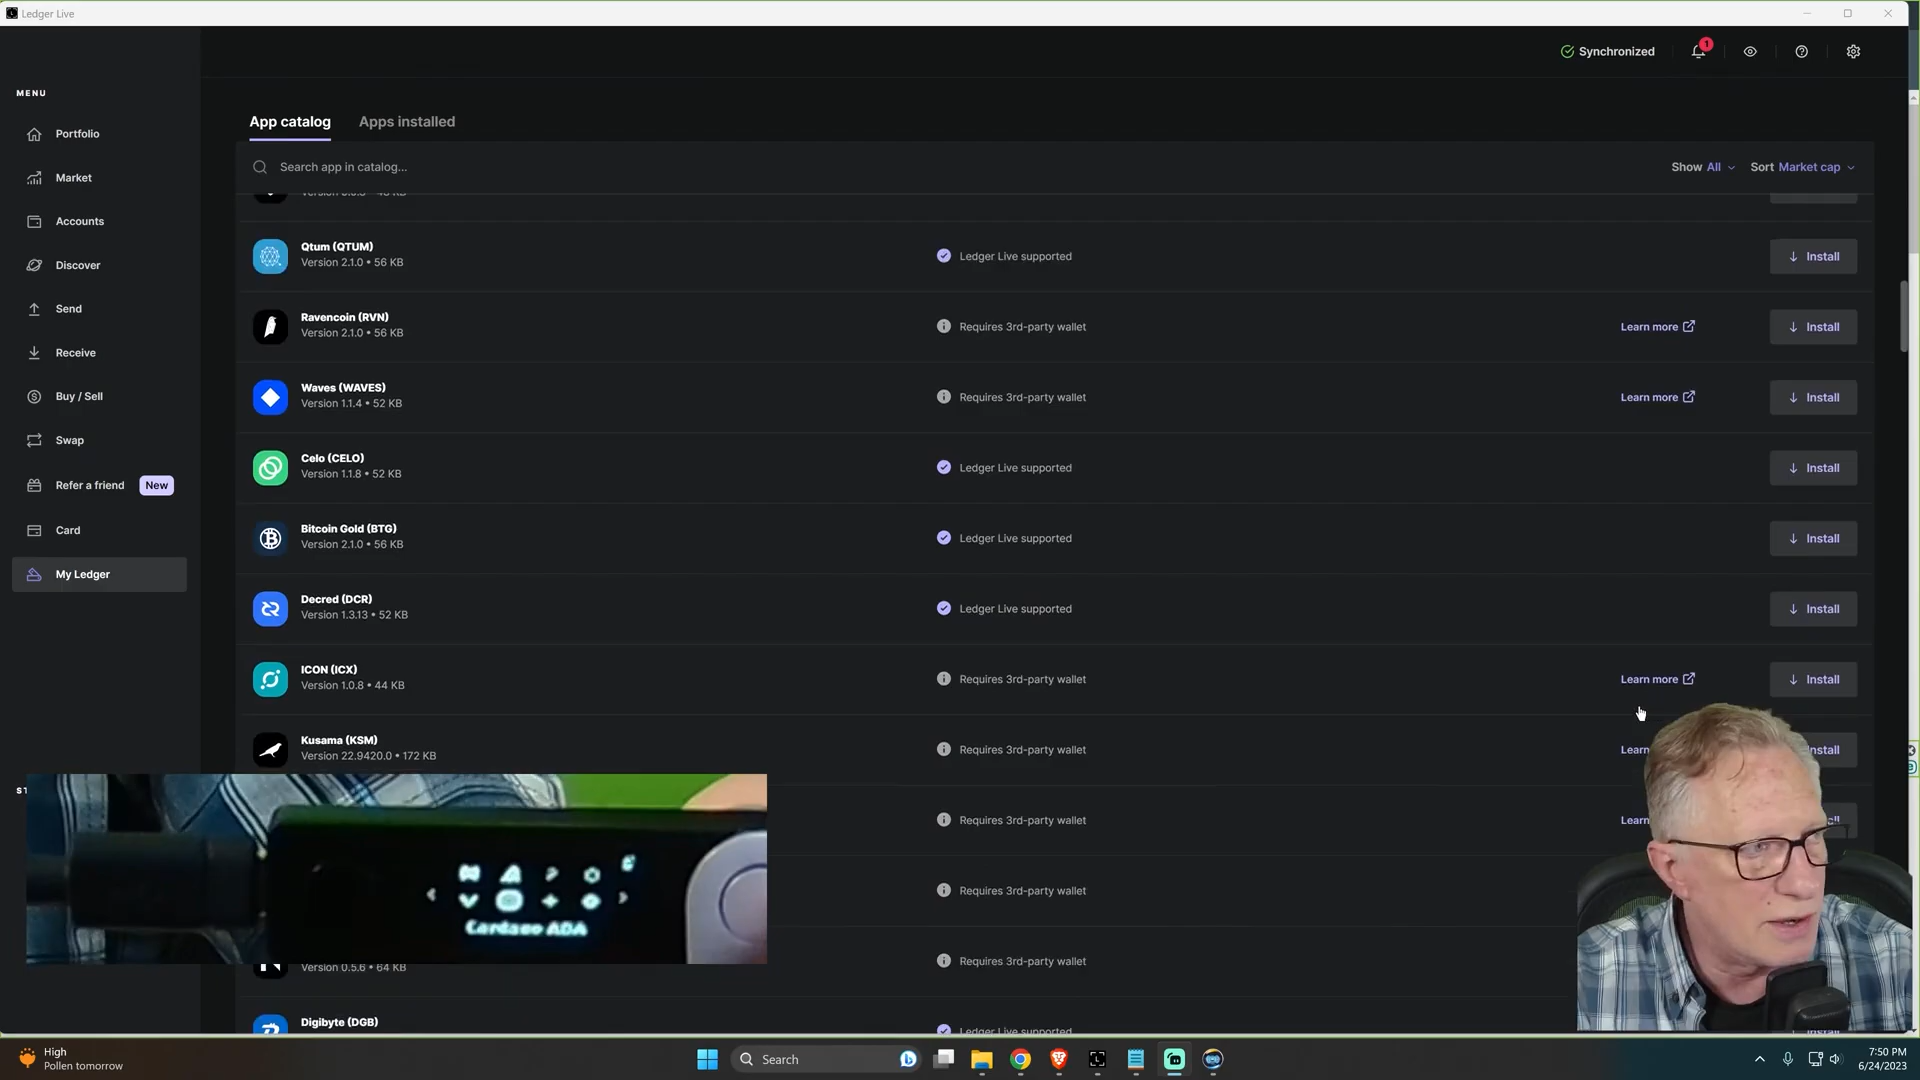 Ledger Live
Synchronized
1
MENU
Portfolio
Market
Accounts
Discover
Send
Receive
Buy / Sell
Swap
Refer a friend New
Card
My Ledger
App catalog Apps installed
Search app in catalog...
Show All Sort Market cap
Qtum (QTUM)
Version 2.1.0 • 56 KB
Ledger Live supported
Install
Ravencoin (RVN)
Version 2.1.0 • 56 KB
Requires 3rd-party wallet
Learn more
Install
Waves (WAVES)
Version 1.1.4 • 52 KB
Requires 3rd-party wallet
Learn more
Install
Celo (CELO)
Version 1.1.8 • 52 KB
Ledger Live supported
Install
Bitcoin Gold (BTG)
Version 2.1.0 • 56 KB
Ledger Live supported
Install
Decred (DCR)
Version 1.3.13 • 52 KB
Ledger Live supported
Install
ICON (ICX)
Version 1.0.8 • 44 KB
Requires 3rd-party wallet
Learn more
Install
Kusama (KSM)
Version 22.9420.0 • 172 KB
Requires 3rd-party wallet
Learn
Requires 3rd-party wallet
Learn
Requires 3rd-party wallet
Cardano ADA
Version 0.5.6 • 64 KB
Requires 3rd-party wallet
Digibyte (DGB)
Ledger Live supported
High
Pollen tomorrow
Search
7:50 PM
6/24/2023